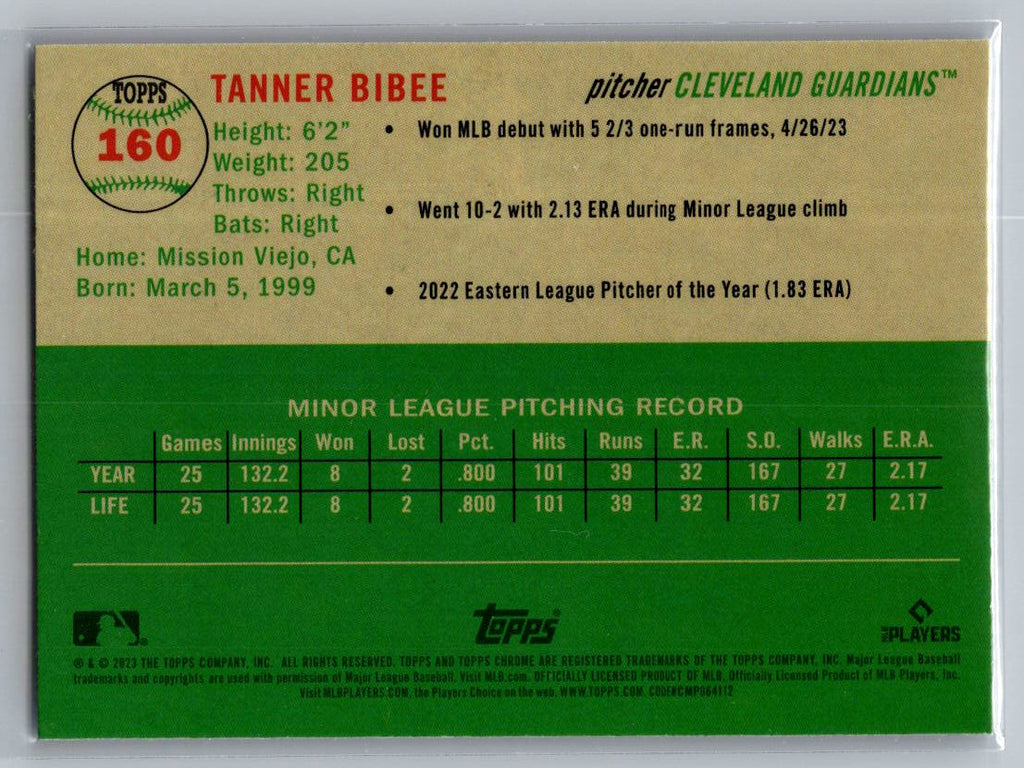 TOPPS
160
TANNER BIBEE
pitcher CLEVELAND GUARDIANS™
Height: 6'2"
Weight: 205
Throws: Right
Bats: Right
Home: Mission Viejo, CA
Born: March 5, 1999
• Won MLB debut with 5 2/3 one-run frames, 4/26/23
• Went 10-2 with 2.13 ERA during Minor League climb
• 2022 Eastern League Pitcher of the Year (1.83 ERA)
MINOR LEAGUE PITCHING RECORD
Games Innings Won Lost Pct. Hits Runs E.R. S.O. Walks E.R.A.
YEAR 25 132.2 8 2 .800 101 39 32 167 27 2.17
LIFE 25 132.2 8 2 .800 101 39 32 167 27 2.17
Topps
PLAYERS
® & © 2023 THE TOPPS COMPANY, INC. ALL RIGHTS RESERVED. TOPPS AND TOPPS CHROME ARE REGISTERED TRADEMARKS OF THE TOPPS COMPANY, INC. Major League Baseball
trademarks and copyrights are used with permission of Major League Baseball. Visit MLB.com. OFFICIALLY LICENSED PRODUCT OF MLB. Officially Licensed Product of MLB Players, Inc.
Visit MLBPLAYERS.COM, the Players Choice on the web. WWW.TOPPS.COM CODE#CMP064112